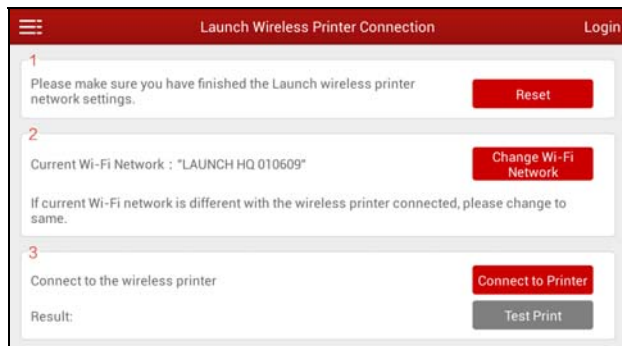 Launch Wireless Printer Connection
Login
1
Please make sure you have finished the Launch wireless printer
network settings.
Reset
2
Current Wi-Fi Network : "LAUNCH HQ 010609"
Change Wi-Fi
Network
If current Wi-Fi network is different with the wireless printer connected, please change to
same.
3
Connect to the wireless printer
Connect to Printer
Result:
Test Print